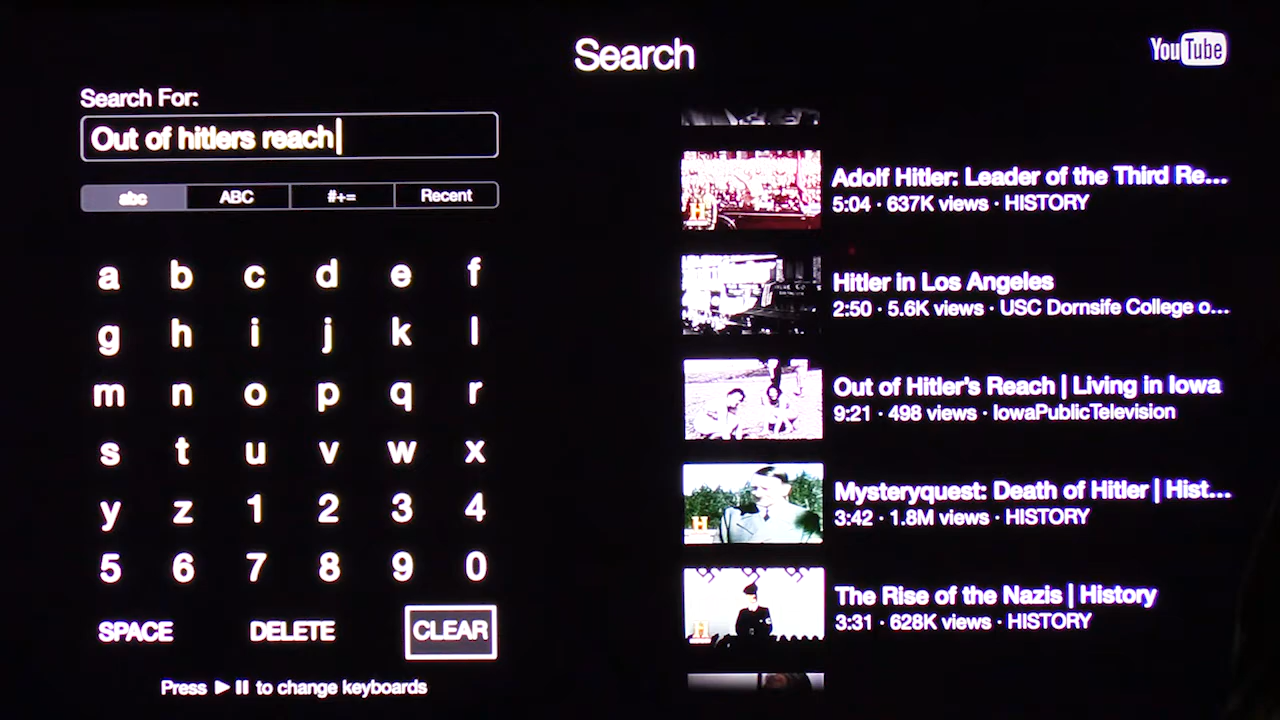 Search
YouTube
Search For:
Out of hitlers reach
abc ABC #+= Recent
a b c d e f
g h i j k l
m n o p q r
s t u v w x
y z 1 2 3 4
5 6 7 8 9 0
SPACE DELETE CLEAR
Press ▶❚❚ to change keyboards
Adolf Hitler: Leader of the Third Re...
5:04 · 637K views · HISTORY
Hitler in Los Angeles
2:50 · 5.6K views · USC Dornsife College o...
Out of Hitler's Reach | Living in Iowa
9:21 · 498 views · IowaPublicTelevision
Mysteryquest: Death of Hitler | Hist...
3:42 · 1.8M views · HISTORY
The Rise of the Nazis | History
3:31 · 628K views · HISTORY